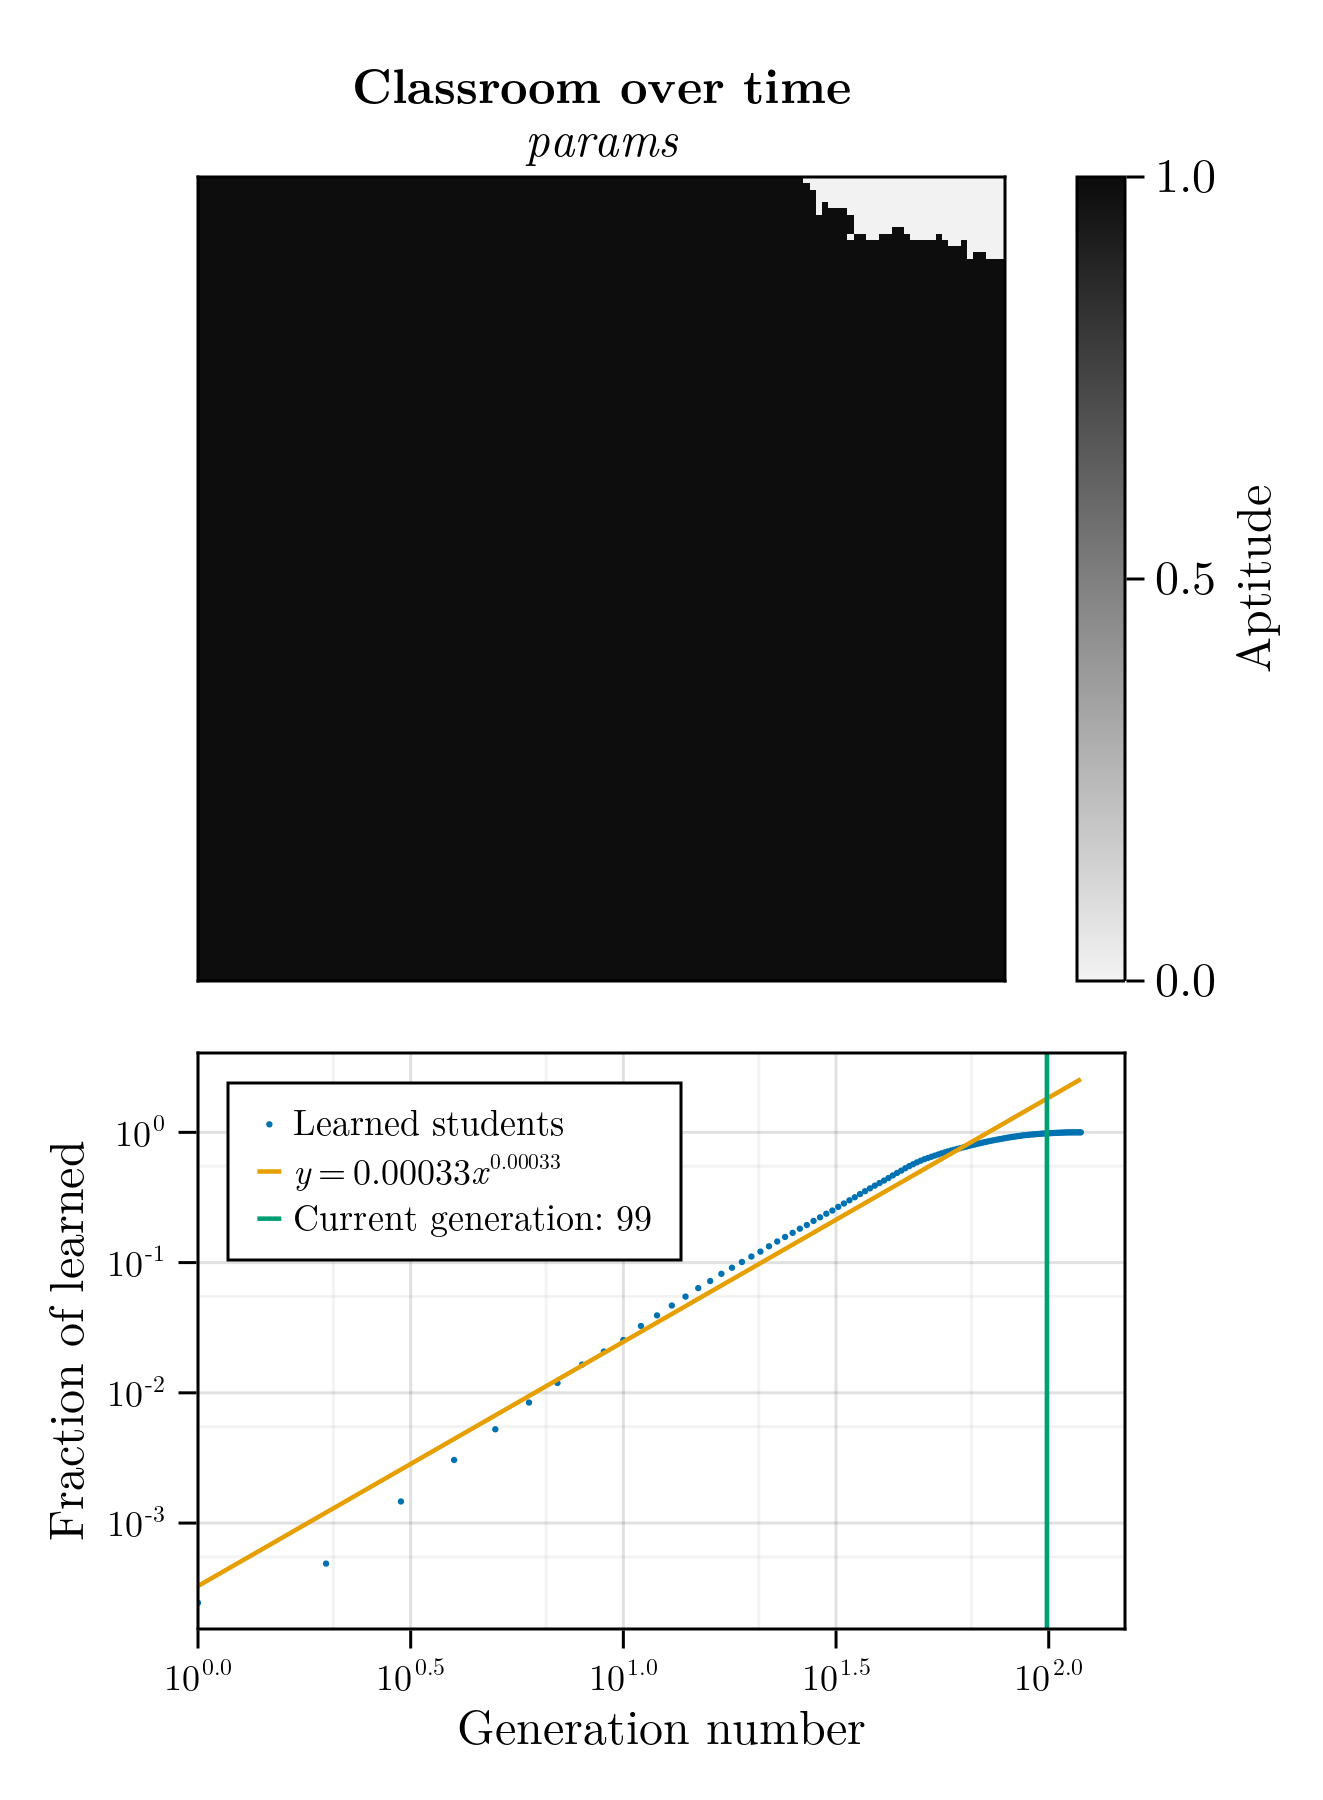 Classroom over time
params
1.0
0.5
0.0
Aptitude
Learned students
y = 0.00033x^0.00033
Current generation: 99
10^0
10^-1
10^-2
10^-3
Fraction of learned
10^0.0 10^0.5 10^1.0 10^1.5 10^2.0
Generation number